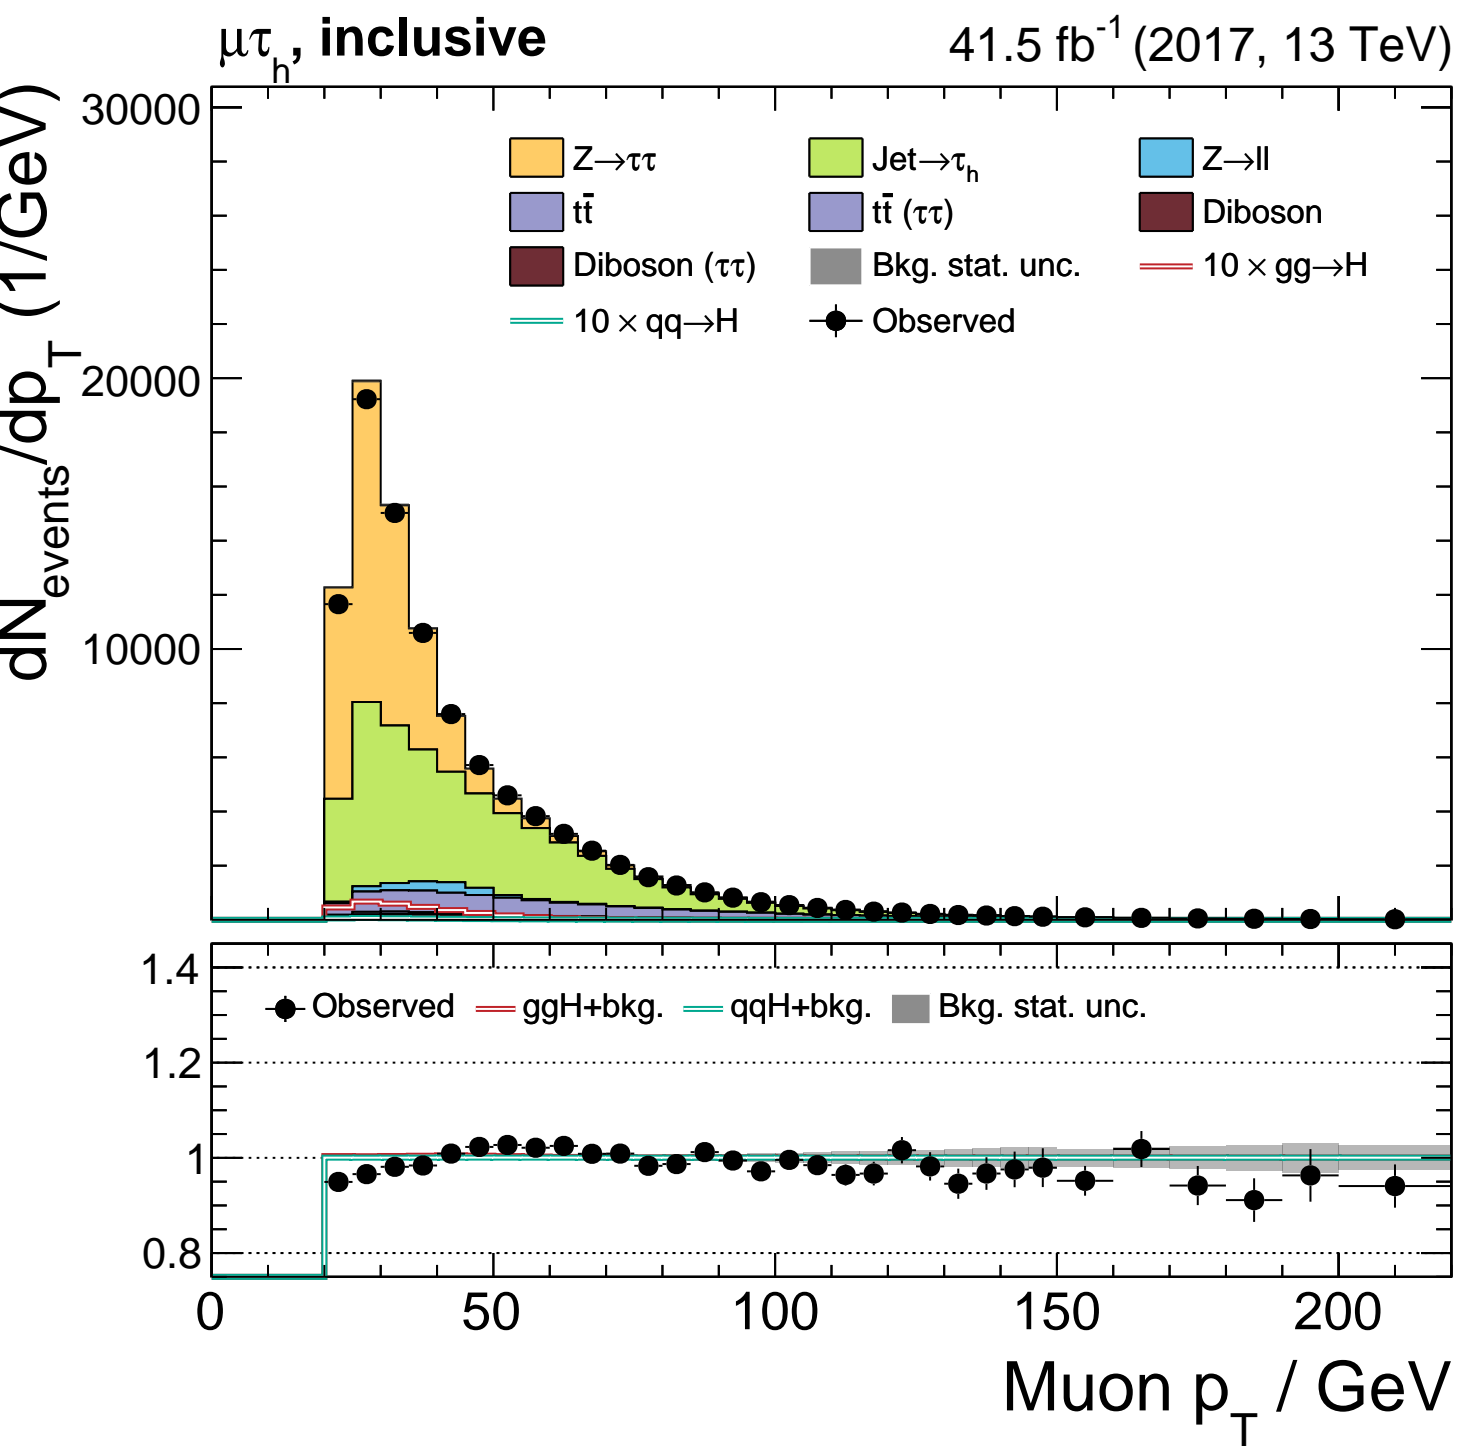 μτh, inclusive
41.5 fb-1 (2017, 13 TeV)
dNevents/dpT (1/GeV)
30000
20000
10000
Z→ττ
Jet→τh
Z→ll
tt̄
tt̄ (ττ)
Diboson
Diboson (ττ)
Bkg. stat. unc.
10 × gg→H
10 × qq→H
Observed
1.4
1.2
1
0.8
Observed
ggH+bkg.
qqH+bkg.
Bkg. stat. unc.
0
50
100
150
200
Muon pT / GeV